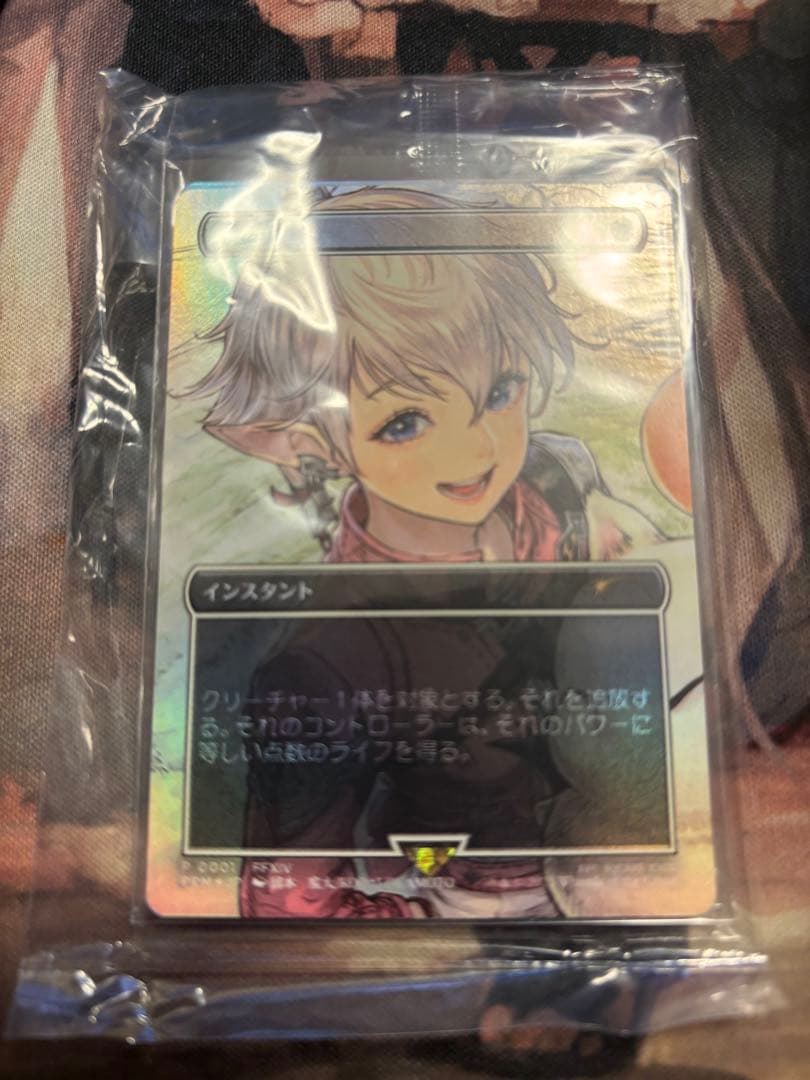 インスタント
クリーチャー１体を対象とする。それを追放す
る。それのコントローラーは、それのパワーに
等しい点数のライフを得る。
0001 FFXIV